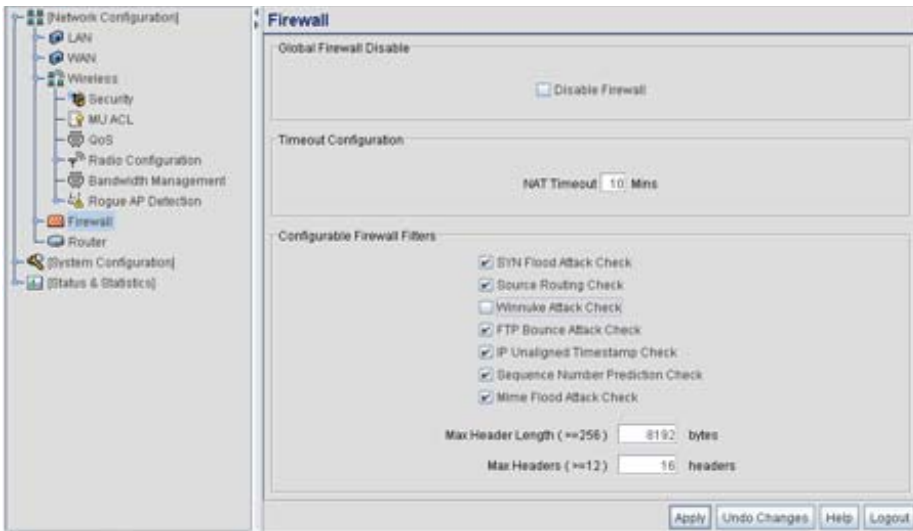 [Network Configuration]
LAN
WAN
Wireless
Security
MU ACL
QoS
Radio Configuration
Bandwidth Management
Rogue AP Detection
Firewall
Router
[System Configuration]
[Status & Statistics]
Firewall
Global Firewall Disable
Disable Firewall
Timeout Configuration
NAT Timeout 10 Mins
Configurable Firewall Filters
SYN Flood Attack Check
Source Routing Check
Winnuke Attack Check
FTP Bounce Attack Check
IP Unaligned Timestamp Check
Sequence Number Prediction Check
Mime Flood Attack Check
Max Header Length ( >=256 ) 8192 bytes
Max Headers ( >=12 ) 16 headers
Apply Undo Changes Help Logout